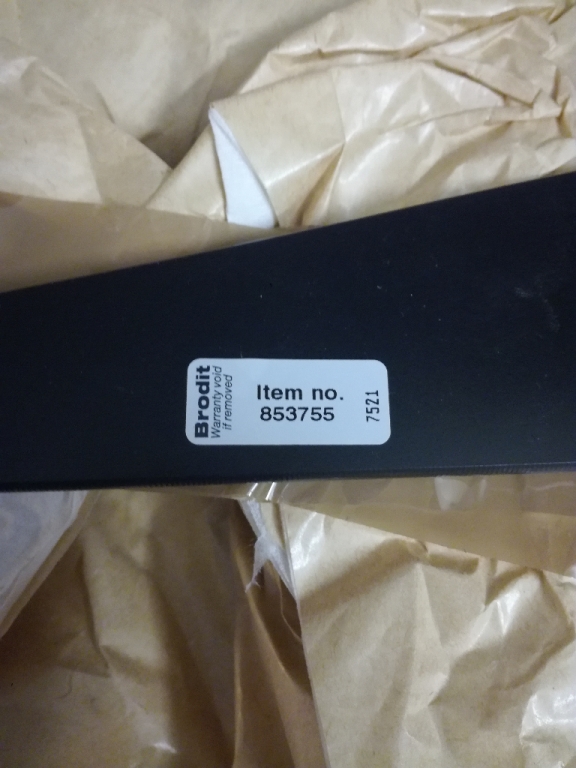 Brodit
Warranty void
if removed
Item no.
853755
7521